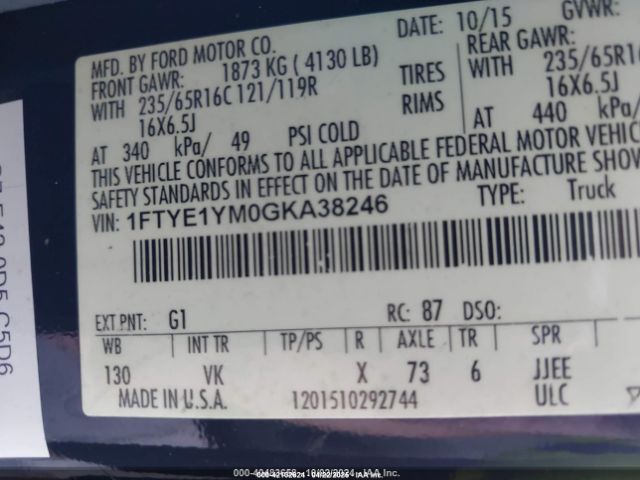 DATE: 10/15 GVWR:
MFD. BY FORD MOTOR CO.
FRONT GAWR: 1873 KG ( 4130 LB) REAR GAWR:
WITH 235/65R16C 121/119R TIRES WITH 235/65R16
16X6.5J RIMS 16X6.5J
AT 340 kPa/ 49 PSI COLD AT 440 kPa/
THIS VEHICLE CONFORMS TO ALL APPLICABLE FEDERAL MOTOR VEHIC
SAFETY STANDARDS IN EFFECT ON THE DATE OF MANUFACTURE SHOW
VIN: 1FTYE1YM0GKA38246 TYPE: Truck
EXT PNT: G1 RC: 87 DSO:
WB INT TR TP/PS R AXLE TR SPR
130 VK X 73 6 JJEE
MADE IN U.S.A. 1201510292744 ULC
IAAI.com